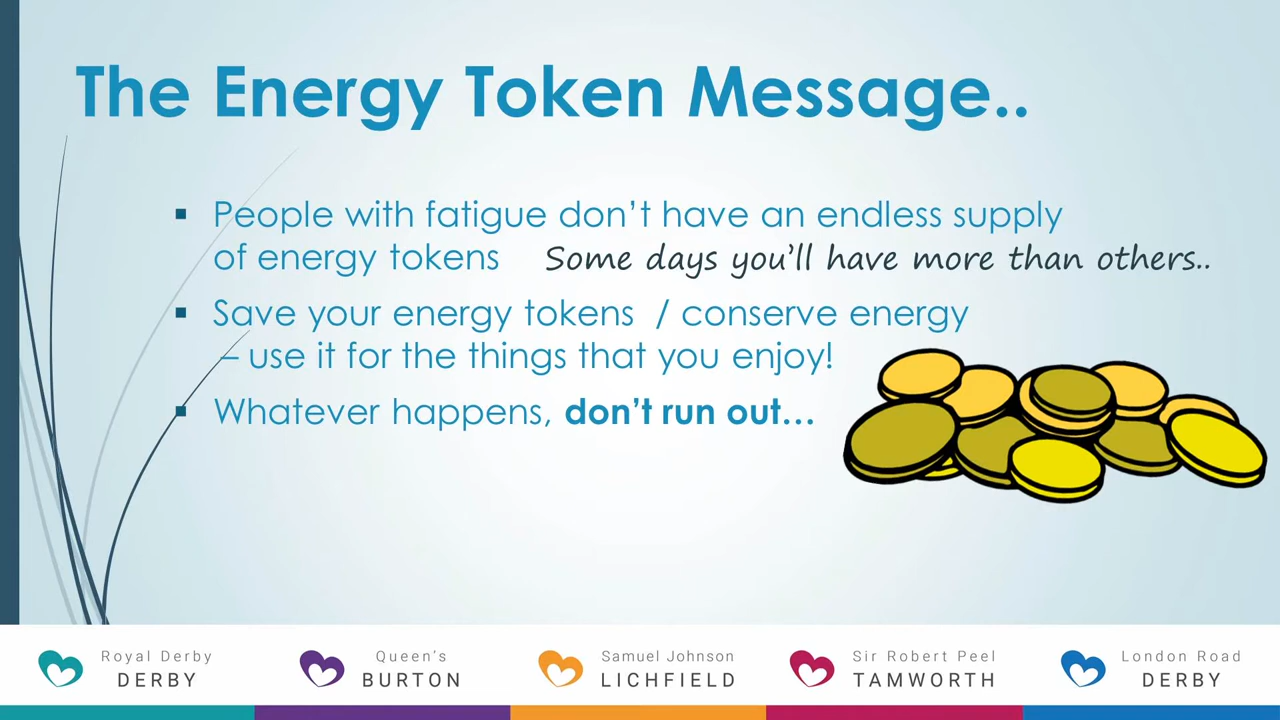 The Energy Token Message..
▪ People with fatigue don't have an endless supply
of energy tokens Some days you'll have more than others..
▪ Save your energy tokens / conserve energy
– use it for the things that you enjoy!
▪ Whatever happens, don't run out...
Royal Derby
DERBY
Queen's
BURTON
Samuel Johnson
LICHFIELD
Sir Robert Peel
TAMWORTH
London Road
DERBY